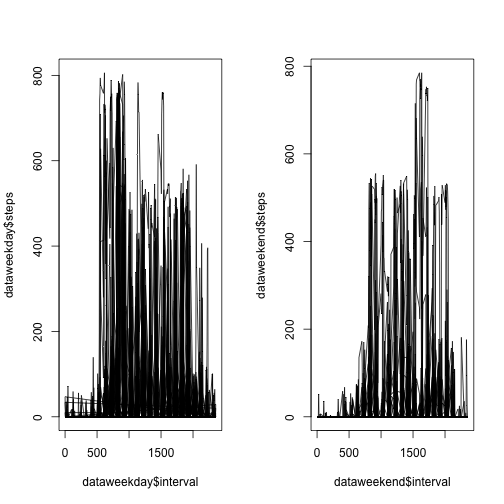 dataweekday$steps
800
600
400
200
0
0 500 1500
dataweekday$interval
dataweekend$steps
800
600
400
200
0
0 500 1500
dataweekend$interval